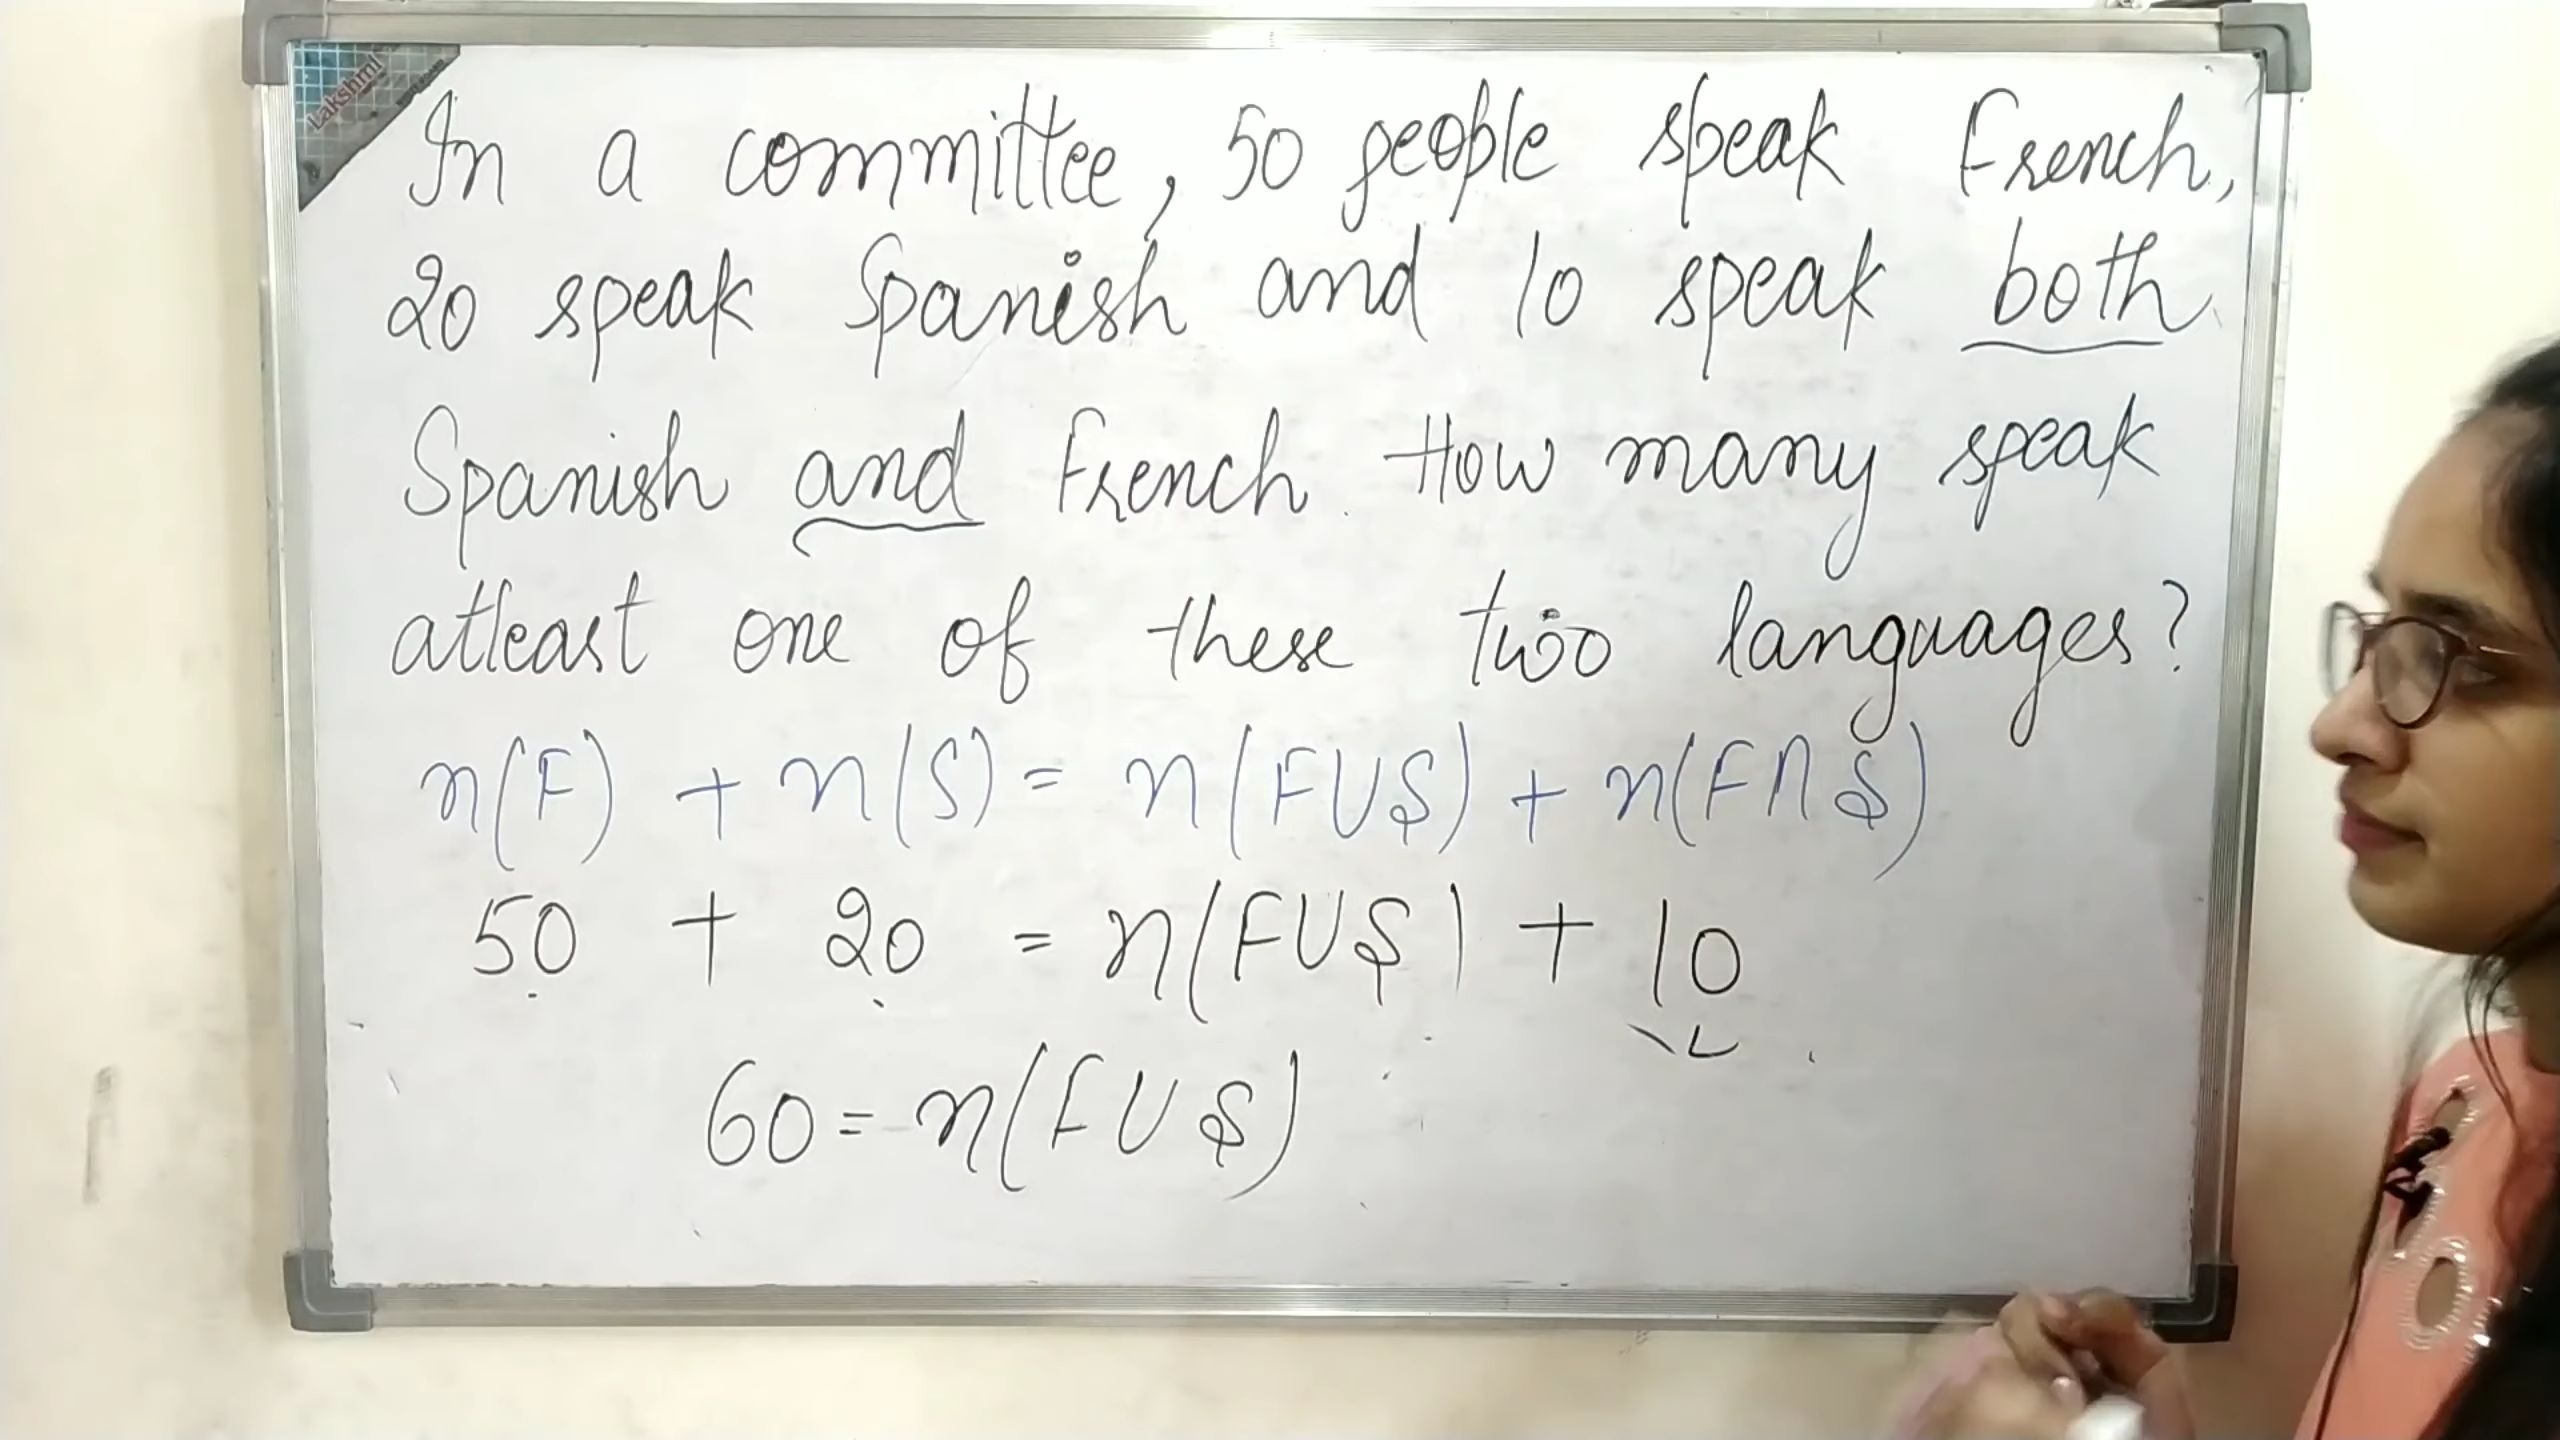 Lakshmi
In a committee, 50 people speak French,
20 speak Spanish and 10 speak both
Spanish and French. How many speak
atleast one of these two languages?
n(F) + n(S) = n(F∪S) + n(F∩S)
50 + 20 = n(F∪S) + 10
60 = n(F∪S)